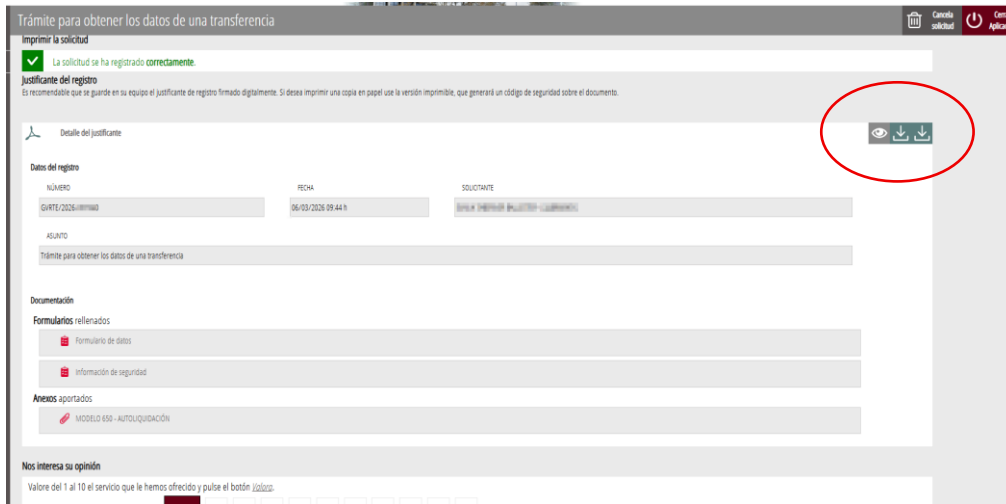 Trámite para obtener los datos de una transferencia
Cancela solicitud
Imprimir la solicitud
La solicitud se ha registrado correctamente.
Justificante del registro
Es recomendable que se guarde en su equipo el justificante de registro firmado digitalmente. Si desea imprimir una copia en papel use la versión imprimible, que generará un código de seguridad sobre el documento.
Detalle del justificante
Datos del registro
NÚMERO FECHA SOLICITANTE
GVRTE/2026 06/03/2026 09:44 h
ASUNTO
Trámite para obtener los datos de una transferencia
Documentación
Formularios rellenados
Formulario de datos
Información de seguridad
Anexos aportados
MODELO 650 - AUTOLIQUIDACIÓN
Nos interesa su opinión
Valore del 1 al 10 el servicio que le hemos ofrecido y pulse el botón Valora.